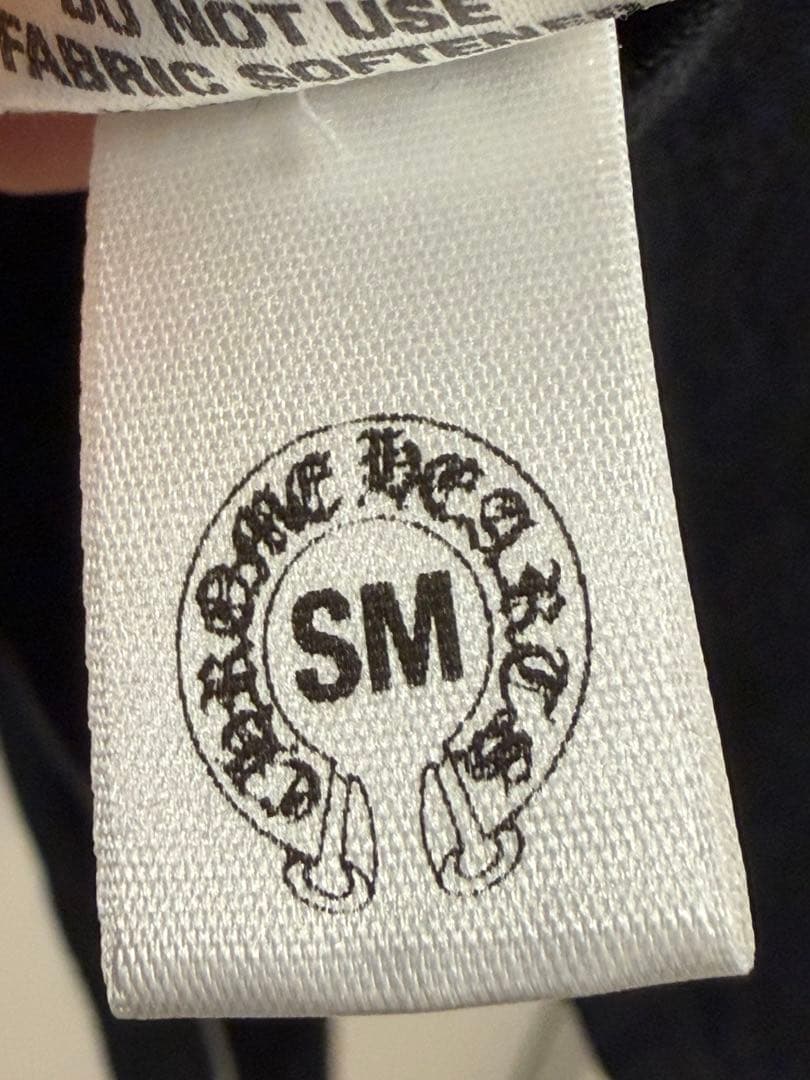 DO NOT USE
FABRIC SOFTENER
CHROME HEARTS
SM